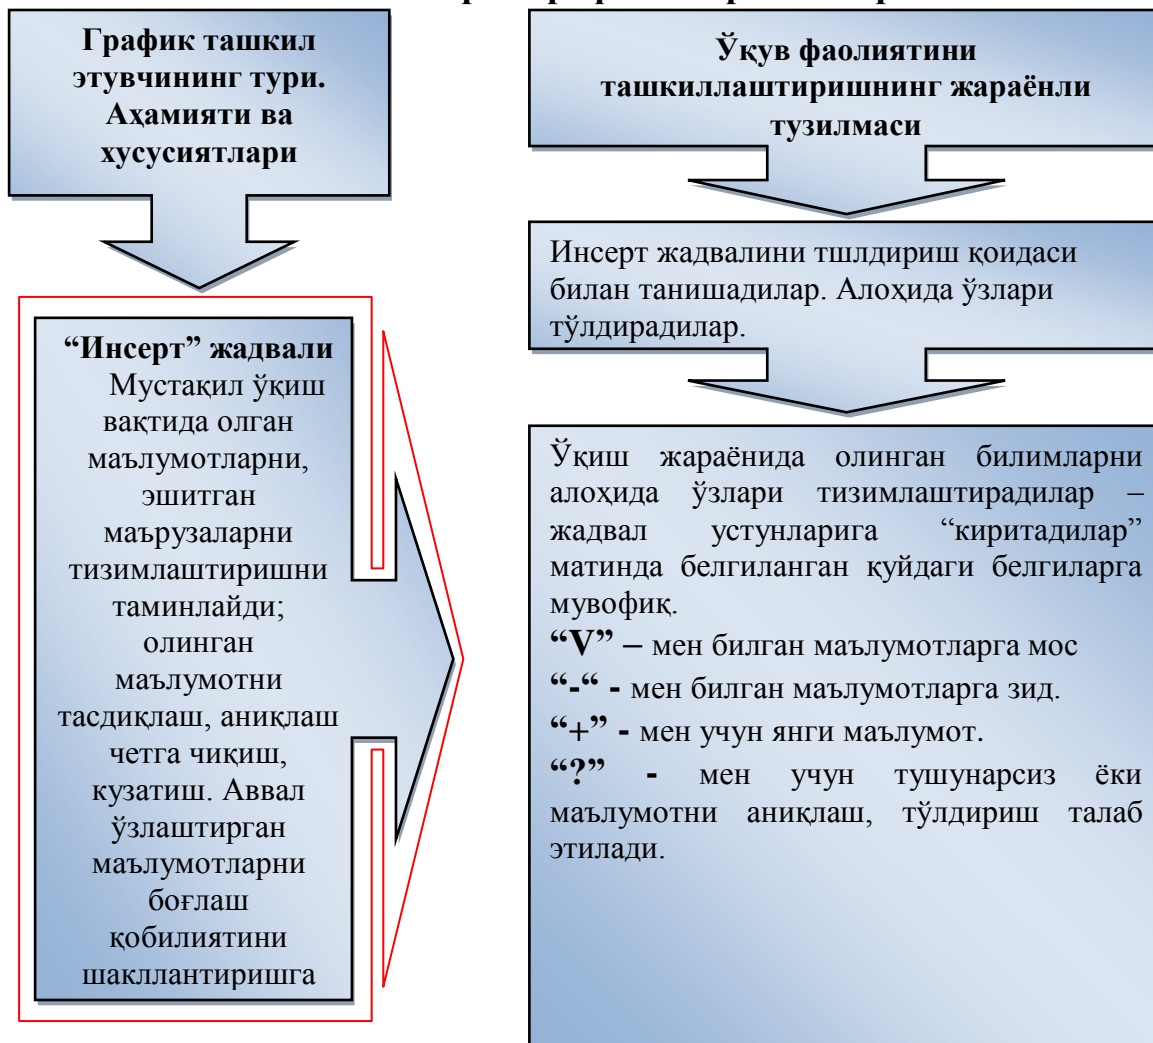 График ташкил
этувчининг тури.
Аҳамияти ва
хусусиятлари
“Инсерт” жадвали
Мустақил ўқиш
вақтида олган
маълумотларни,
эшитган
маърузаларни
тизимлаштиришни
таминлайди;
олинган
маълумотни
тасдиқлаш, аниқлаш
четга чиқиш,
кузатиш. Аввал
ўзлаштирган
маълумотларни
боғлаш
қобилиятини
шакллантиришга
Ўқув фаолиятини
ташкиллаштиришнинг жараёнли
тузилмаси
Инсерт жадвалини тшлдириш қоидаси
билан танишадилар. Алоҳида ўзлари
тўлдирадилар.
Ўқиш жараёнида олинган билимларни
алоҳида ўзлари тизимлаштирадилар –
жадвал устунларига “киритадилар”
матинда белгиланган қуйдаги белгиларга
мувофиқ.
“V” – мен билган маълумотларга мос
“-“ - мен билган маълумотларга зид.
“+” - мен учун янги маълумот.
“?” - мен учун тушунарсиз ёки
маълумотни аниқлаш, тўлдириш талаб
этилади.